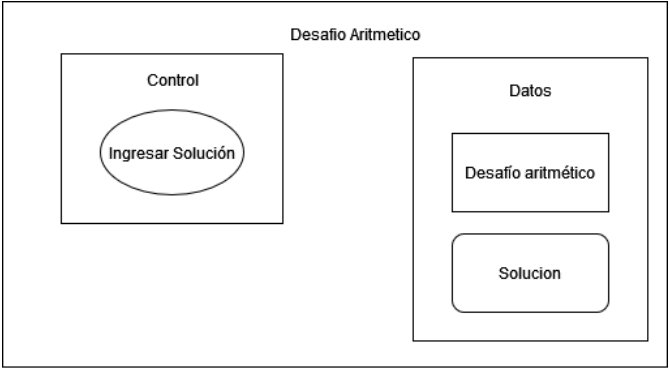 Desafio Aritmetico
Control
Ingresar Solución
Datos
Desafío aritmético
Solucion